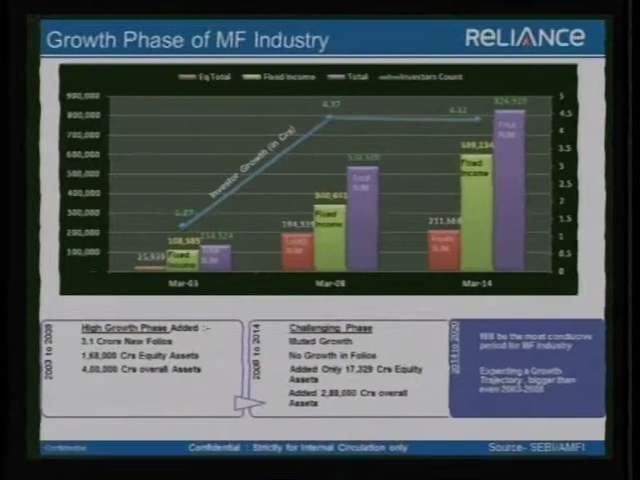 Growth Phase of MF Industry
RELIANCE
Eq Total
Fixed Income
Total
Investors Count
900,000
800,000
700,000
600,000
500,000
400,000
300,000
200,000
100,000
-
5
4.5
4
3.5
3
2.5
2
1.5
1
0.5
0
Investor Growth (in Crs)
1.27
4.37
4.32
25,939
108,585
134,524
194,339
340,641
211,668
599,234
Fixed
Income
Equity
AUM
Fixed
Income
Total
AUM
Equity
AUM
Fixed
Income
Total
AUM
Mar-03
Mar-08
Mar-14
2003 to 2008
High Growth Phase Added :-
3.1 Crore New Folios
1,68,000 Crs Equity Assets
4,00,000 Crs overall Assets
2008 to 2014
Challenging Phase
Muted Growth
No Growth in Folios
Added Only 17,329 Crs Equity
Assets
Added 2,88,000 Crs overall
Assets
2014 to 2020
Will be the most conducive
period for MF Industry
Expecting a Growth
Trajectory, bigger than
even 2003-2008
Confidential
Confidential : Strictly for Internal Circulation only
Source- SEBI/AMFI